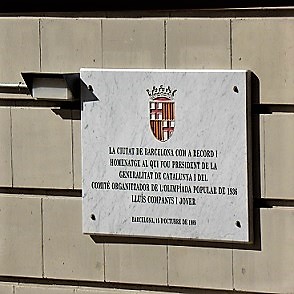 LA CIUTAT DE BARCELONA COM A RECORD I
HOMENATGE AL QUI FOU PRESIDENT DE LA
GENERALITAT DE CATALUNYA I DEL
COMITÈ ORGANITZADOR DE L'OLIMPÍADA POPULAR DE 1936
LLUÍS COMPANYS I JOVER
BARCELONA, 15 D'OCTUBRE DE